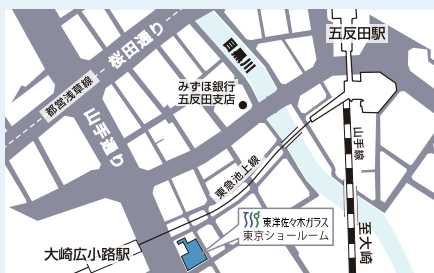 五反田駅
桜田通り
目黒川
都営浅草線
みずほ銀行
五反田支店
山手通り
山手線
東急池上線
TSS 東洋佐々木ガラス
東京ショールーム
至大崎
大崎広小路駅